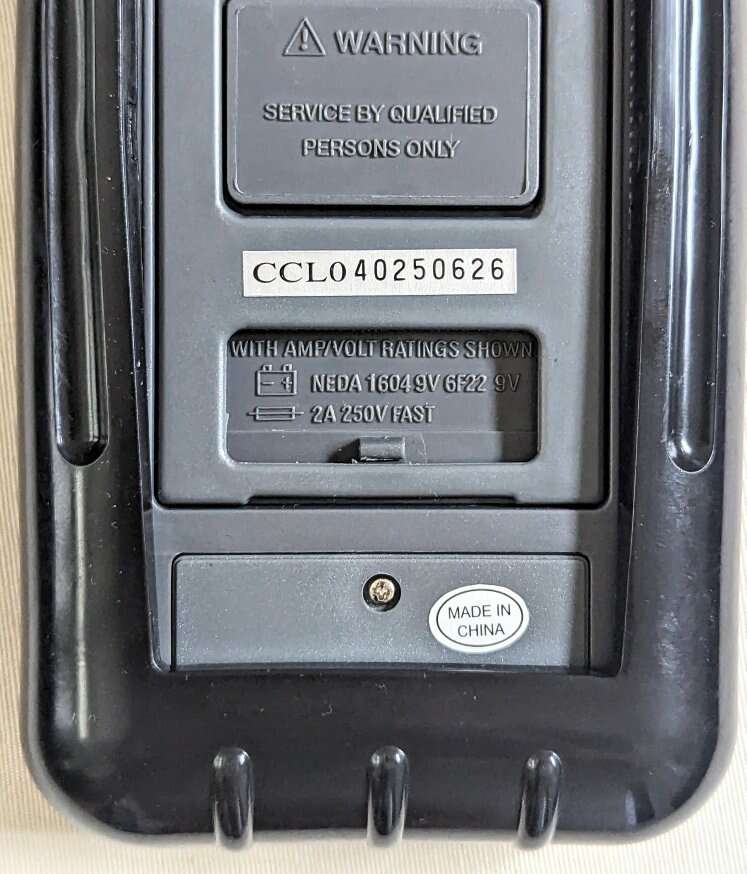 WARNING
SERVICE BY QUALIFIED
PERSONS ONLY
CCL040250626
WITH AMP/VOLT RATINGS SHOWN
NEDA 1604 9V 6F22 9V
2A 250V FAST
MADE IN
CHINA